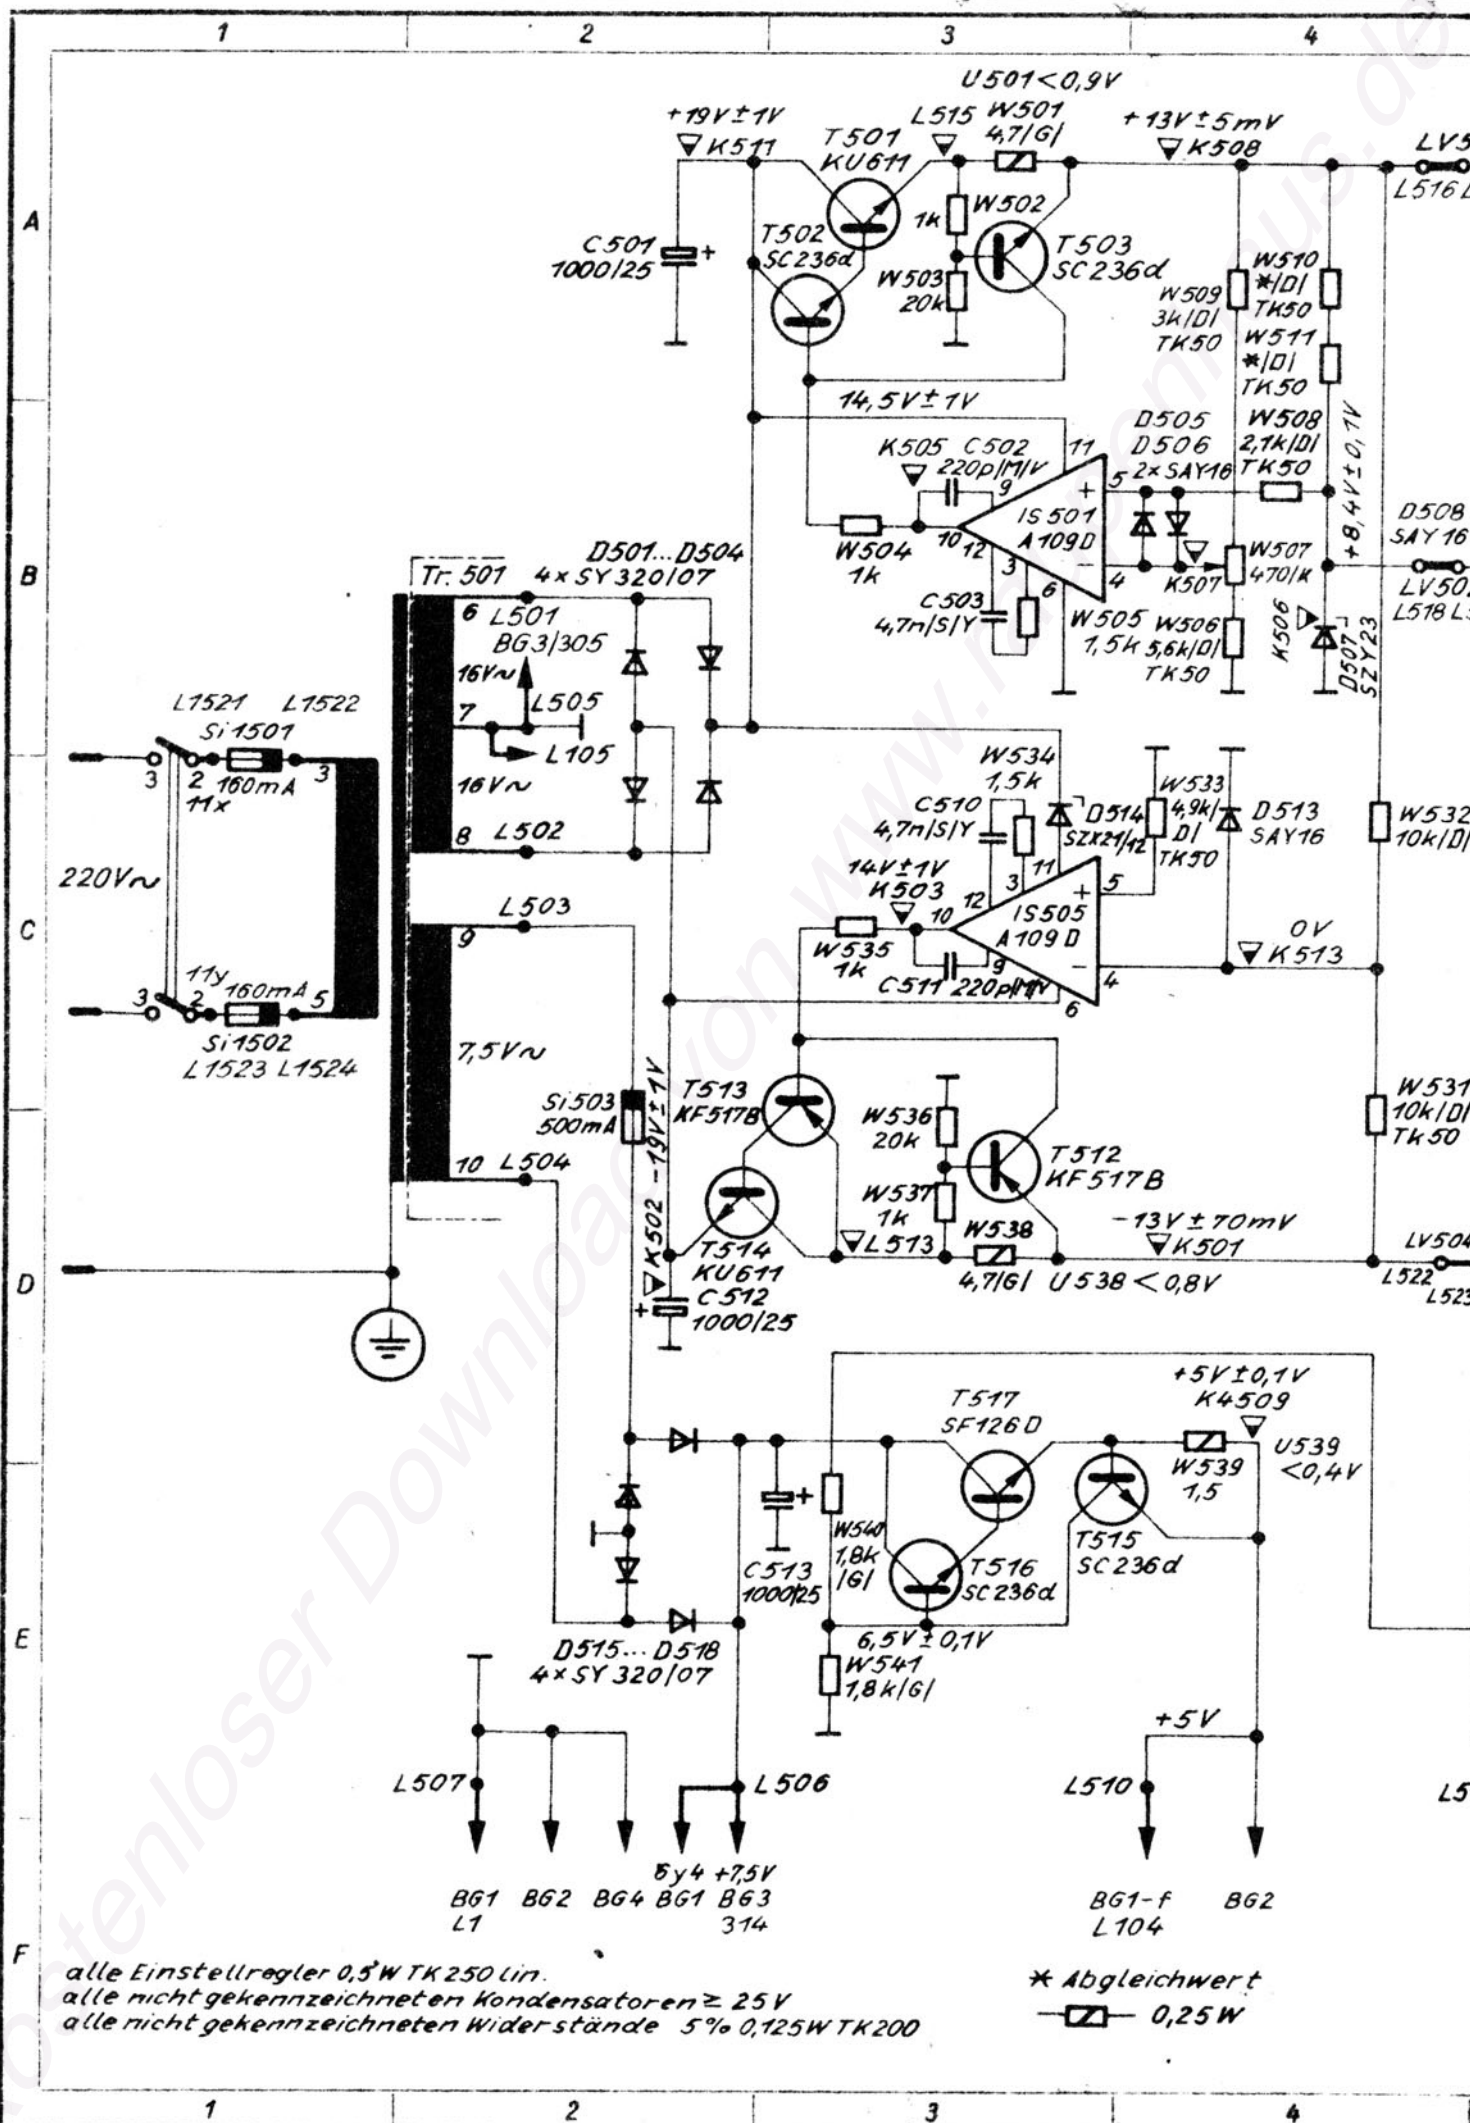 1 2 3 4
U501<0,9V
+19V±1V
K511
T501
KU611
L515
W501
4,7/G/
+13V±5mV
K508
LV5
L516 L
A
C501
1000/25
+
T502
SC236d
1k
W502
W503
20k
T503
SC236d
W509
3k/D/
TK50
W510
*/D/
TK50
W511
*/D/
TK50
14,5V±1V
K505
C502
220p/M/V
11
D505
D506
2×SAY16
W508
2,1k/D/
TK50
+8,4V±0,1V
9
5
+
IS501
A109D
10
12
3
6
-
4
W504
1k
C503
4,7n/S/Y
W505
1,5k
K507
W507
470/K
W506
5,6k/D/
TK50
K506
D507
SZY23
D508
SAY16
LV502
L518 L5
B
Tr. 501
D501...D504
4×SY320/07
6
L501
BG3/305
16V~
7
L505
L105
16V~
8
L502
L1521
L1522
Si1501
3
2
160mA
3
11x
220V~
C
L503
9
11y
160mA
3
2
5
Si1502
L1523 L1524
7,5V~
10
L504
W534
1,5k
C510
4,7n/S/Y
D514
SZX21/12
W533
4,9k/
D/
TK50
D513
SAY16
W532
10k/D/
14V±1V
K503
10
12
3
11
+
5
IS505
A109D
9
-
4
6
W535
1k
C511 220p/M/V
0V
K513
Si503
500mA
K502 -19V±1V
T513
KF517B
W536
20k
W537
1k
T512
KF517B
W531
10k/D/
TK50
T514
KU611
L513
W538
4,7/G/
U538<0,8V
-13V±70mV
K501
LV504
L522
L523
D
+
C512
1000/25
T517
SF126D
+5V±0,1V
K4509
U539
<0,4V
W539
1,5
+
C513
1000/25
W540
1,8k
/G/
T516
SC236d
T515
SC236d
E
D515...D518
4×SY320/07
6,5V±0,1V
W541
1,8k/G/
+5V
L507
L506
L510
L5
6y4 +7,5V
BG1 BG2 BG4 BG1 BG3
L1
314
BG1-f
L104
BG2
F
alle Einstellregler 0,5W TK250 lin.
alle nicht gekennzeichneten Kondensatoren ≥ 25V
alle nicht gekennzeichneten Widerstände 5% 0,125W TK200
* Abgleichwert
0,25W
1 2 3 4
kostenloser Download von www.raupenhaus.de